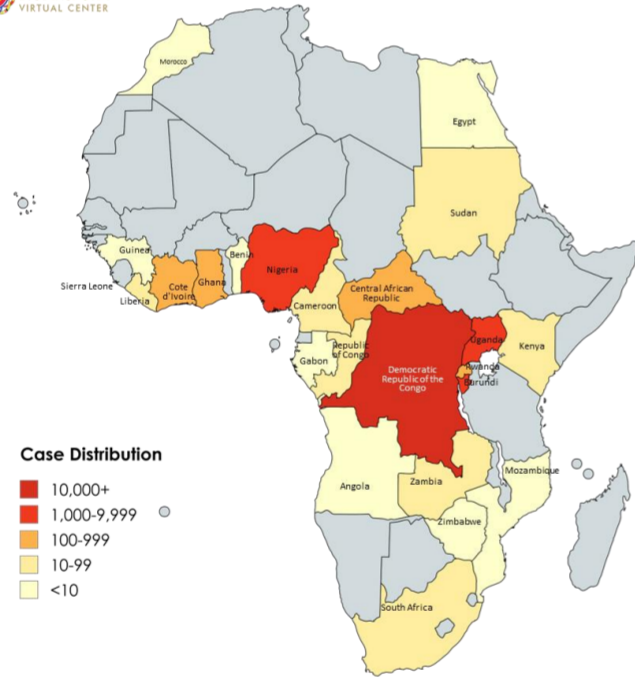 VIRTUAL CENTER
Morocco
Egypt
Sudan
Guinea
Benin
Nigeria
Sierra Leone
Cote
d'Ivoire
Ghana
Liberia
Cameroon
Central African
Republic
Uganda
Kenya
Republic
of Congo
Gabon
Rwanda
Burundi
Democratic
Republic of the
Congo
Case Distribution
10,000+
1,000-9,999
100-999
10-99
<10
Mozambique
Angola
Zambia
Zimbabwe
South Africa